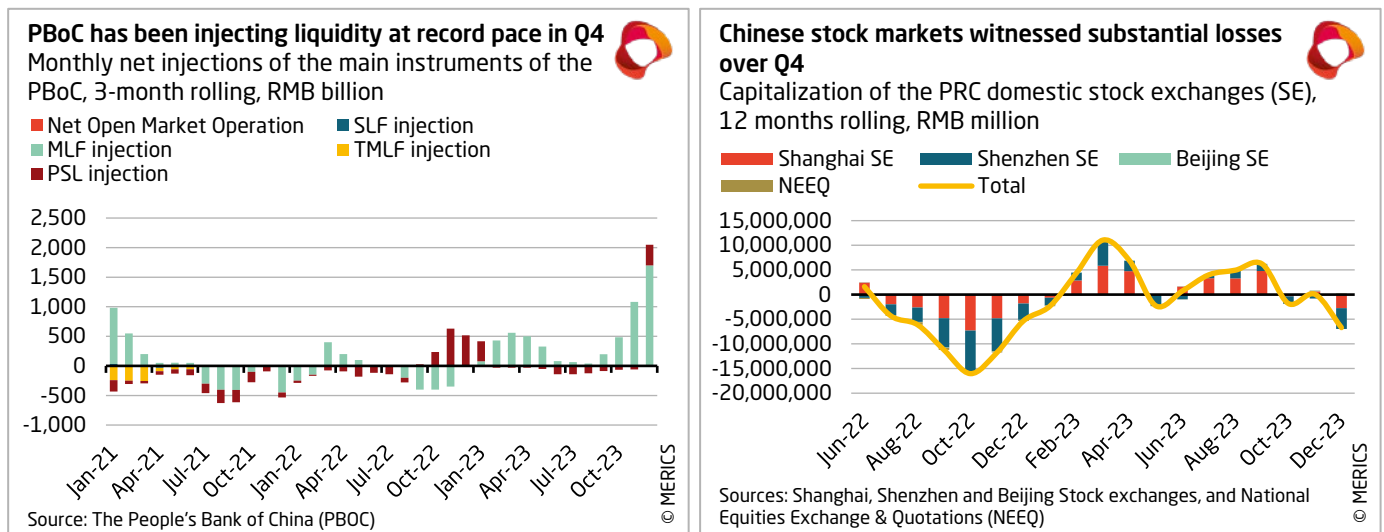 PBoC has been injecting liquidity at record pace in Q4
Monthly net injections of the main instruments of the
PBoC, 3-month rolling, RMB billion
Net Open Market Operation
SLF injection
MLF injection
TMLF injection
PSL injection
2,500
2,000
1,500
1,000
500
0
-500
-1,000
Jan-21
Apr-21
Jul-21
Oct-21
Jan-22
Apr-22
Jul-22
Oct-22
Jan-23
Apr-23
Jul-23
Oct-23
Source: The People's Bank of China (PBOC)
© MERICS
Chinese stock markets witnessed substantial losses
over Q4
Capitalization of the PRC domestic stock exchanges (SE),
12 months rolling, RMB million
Shanghai SE
Shenzhen SE
Beijing SE
NEEQ
Total
15,000,000
10,000,000
5,000,000
0
-5,000,000
-10,000,000
-15,000,000
-20,000,000
Jun-22
Aug-22
Oct-22
Dec-22
Feb-23
Apr-23
Jun-23
Aug-23
Oct-23
Dec-23
Sources: Shanghai, Shenzhen and Beijing Stock exchanges, and National
Equities Exchange & Quotations (NEEQ)
© MERICS